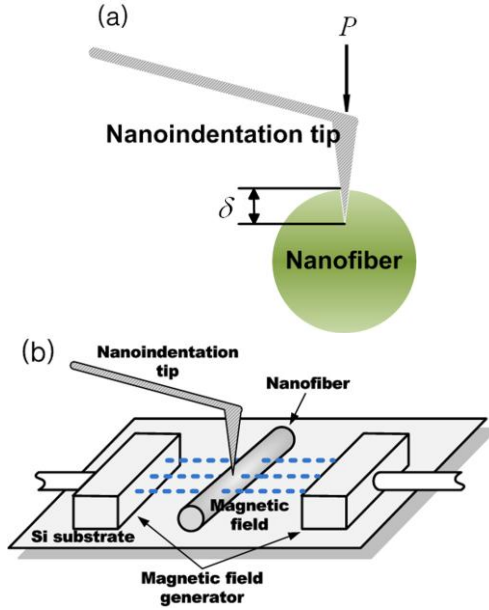 (a)
P
Nanoindentation tip
δ
Nanofiber
(b)
Nanoindentation
tip
Nanofiber
Magnetic
field
Si substrate
Magnetic field
generator